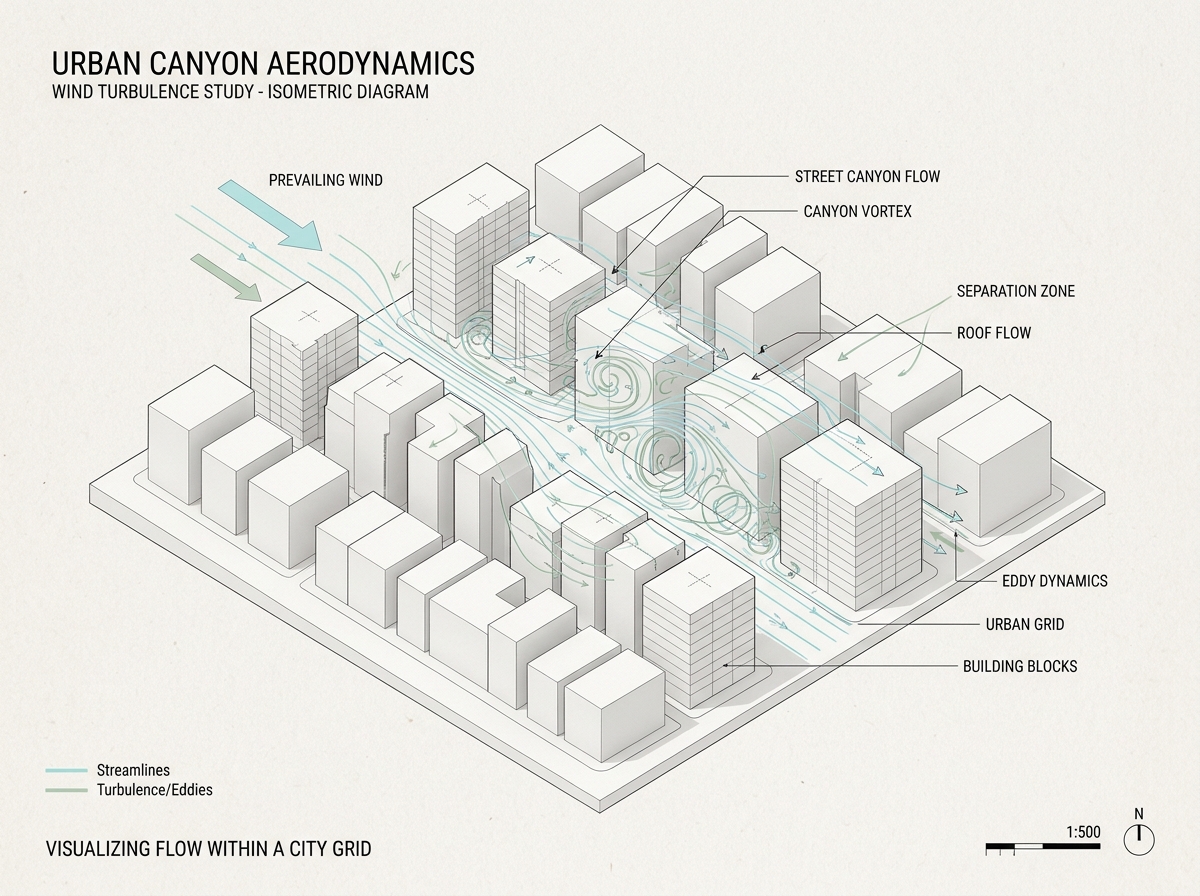 URBAN CANYON AERODYNAMICS
WIND TURBULENCE STUDY - ISOMETRIC DIAGRAM
PREVAILING WIND
STREET CANYON FLOW
CANYON VORTEX
SEPARATION ZONE
ROOF FLOW
EDDY DYNAMICS
URBAN GRID
BUILDING BLOCKS
Streamlines
Turbulence/Eddies
VISUALIZING FLOW WITHIN A CITY GRID
1:500
N